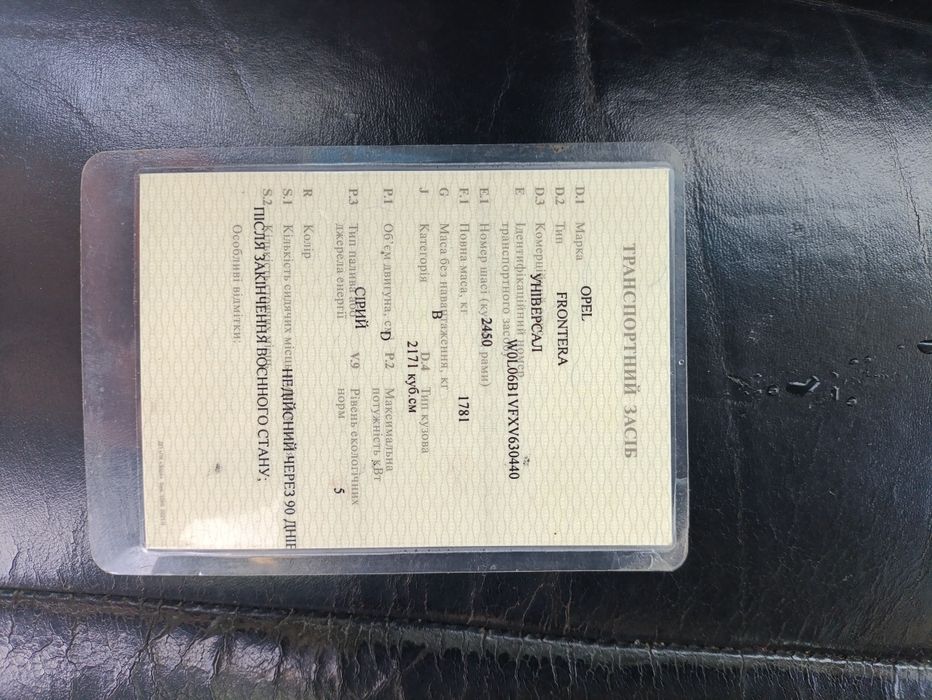 ТРАНСПОРТНИЙ ЗАСІБ
D.1 Марка OPEL
D.2 Тип FRONTERA
D.3 УНІВЕРСАЛ
E Ідентифікаційний номер W0L06B1VFXV630440
транспортного
E.1 Номер шасі 2450 рами)
F.1 Повна маса, кг 1781
G Маса без навантаження, кг
J Категорія B D.4 Тип кузова
2171 куб.см
P.1 Об'єм двигуна, D P.2 Максимальна
потужність кВт
P.3 Тип палива або V.9 Рівень екологічних
джерела енергії норм
СІРИЙ
R Колір 5
S.1 Кількість сидячих місць НЕДІЙСНИЙ ЧЕРЕЗ 90 ДНІВ
S.2 ПІСЛЯ ЗАКІНЧЕННЯ ВОЄННОГО СТАНУ;
Особливі відмітки: